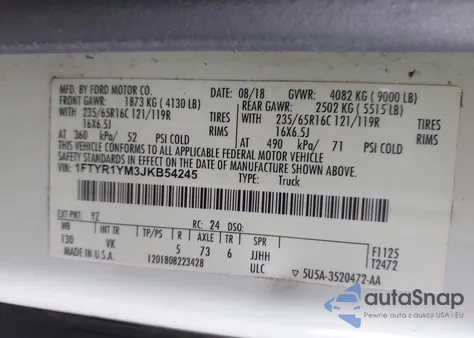 MFD. BY FORD MOTOR CO.
08/18 GVWR: 4082 KG ( 9000 LB)
FRONT GAWR: 1873 KG ( 4130 LB)
REAR GAWR: 2502 KG ( 5515 LB)
WITH
235/65R16C 121/119R
WITH
235/65R16C 121/119R
TIRES
16X6.5J
RIMS
16X6.5J
RIMS
AT 360 kPa/ 52 PSI COLD
AT 490 kPa/ 71 PSI COLD
THIS VEHICLE CONFORMS TO ALL APPLICABLE FEDERAL MOTOR VEHICLE
SAFETY STANDARDS IN EFFECT ON THE DATE OF MANUFACTURE SHOWN ABOVE.
VIN: 1FTYR1YM3JKB54245
TYPE: Truck
EXT PNT: YZ
RC: 24 DSO:
WB TP/PS R AXLE TR SPR
F1125
130 VK 5 73 6 JJHH
T2472
MADE IN U.S.A.
1201808223428
ULC
5U5A-3520472-AA
autoSnap
Pewne auta z aukcji USA i EU